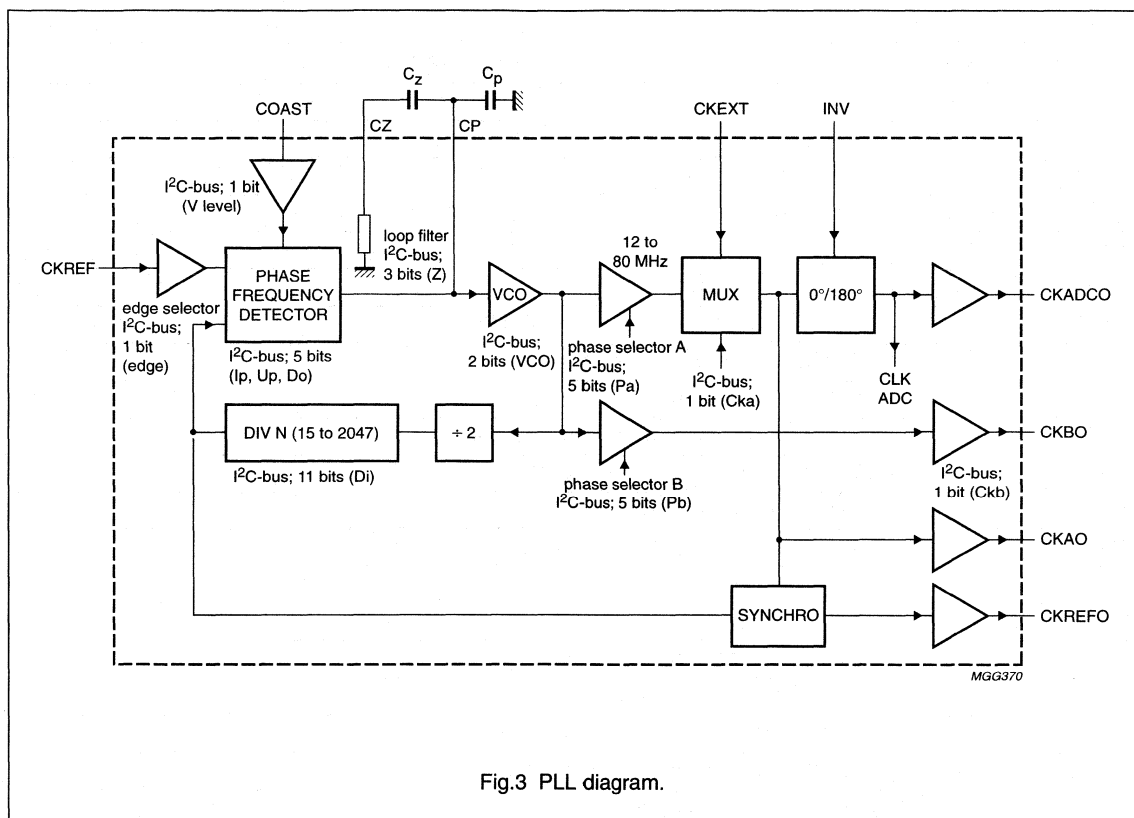 Cz
Cp
COAST
CZ
CP
CKEXT
INV
I²C-bus; 1 bit
(V level)
loop filter
I²C-bus;
3 bits (Z)
12 to
80 MHz
CKREF
PHASE
FREQUENCY
DETECTOR
VCO
MUX
0°/180°
CKADCO
edge selector
I²C-bus;
1 bit
(edge)
I²C-bus; 5 bits
(Ip, Up, Do)
I²C-bus;
2 bits (VCO)
phase selector A
I²C-bus;
5 bits (Pa)
I²C-bus;
1 bit (Cka)
CLK
ADC
DIV N (15 to 2047)
÷ 2
CKBO
I²C-bus; 11 bits (Di)
phase selector B
I²C-bus; 5 bits (Pb)
I²C-bus;
1 bit (Ckb)
CKAO
SYNCHRO
CKREFO
MGG370
Fig.3 PLL diagram.